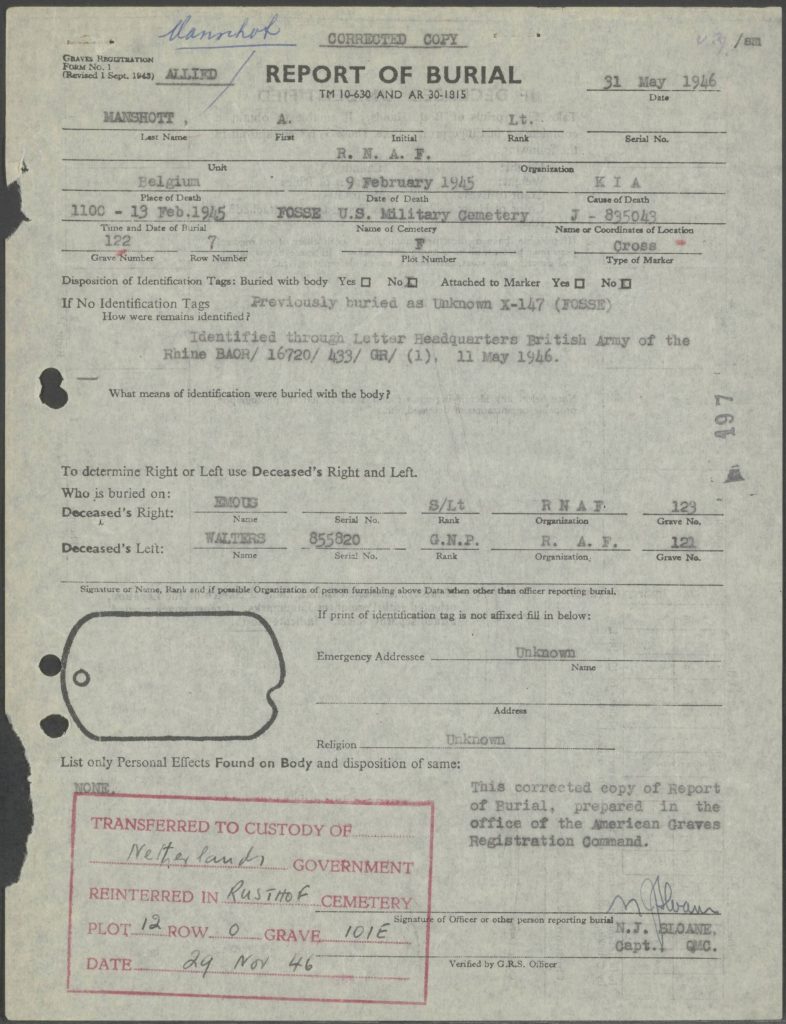 Manshot
CORRECTED COPY
/sm
GRAVES REGISTRATION
FORM NO. 1
(Revised 1 Sept. 1943) ALLIED
REPORT OF BURIAL
TM 10-630 AND AR 30-1815
31 May 1946
Date
MANSHOTT , A. Lt.
Last Name First Initial Rank Serial No.
R. N. A. F.
Unit Organization
Belgium 9 February 1945 K I A
Place of Death Date of Death Cause of Death
1100 - 13 Feb.1945 FOSSE U.S. Military Cemetery J - 895043
Time and Date of Burial Name of Cemetery Name or Coordinates of Location
122 7 F Cross
Grave Number Row Number Plot Number Type of Marker
Disposition of Identification Tags: Buried with body Yes No Attached to Marker Yes No
If No Identification Tags Previously buried as Unknown X-147 (FOSSE)
How were remains identified?
Identified through Letter Headquarters British Army of the
Rhine BAOR/ 16720/ 433/ GR/ (1), 11 May 1946.
What means of identification were buried with the body?
497
To determine Right or Left use Deceased's Right and Left.
Who is buried on:
Deceased's Right: EMOUS S/Lt R N A F 123
Name Serial No. Rank Organization Grave No.
Deceased's Left: WALTERS 855820 G.N.P. R. A. F. 121
Name Serial No. Rank Organization Grave No.
Signature or Name, Rank and if possible Organization of person furnishing above Data when other than officer reporting burial.
If print of identification tag is not affixed fill in below:
Emergency Addressee Unknown
Name
Address
Religion Unknown
List only Personal Effects Found on Body and disposition of same:
NONE.
This corrected copy of Report
of Burial, prepared in the
office of the American Graves
Registration Command.
TRANSFERRED TO CUSTODY OF
Netherlands GOVERNMENT
REINTERRED IN RUSTHOF CEMETERY
PLOT 12 ROW 0 GRAVE 101E
DATE 29 Nov 46
N J Sloane
Signature of Officer or other person reporting burial
N.J. SLOANE,
Capt., QMC.
Verified by G.R.S. Officer